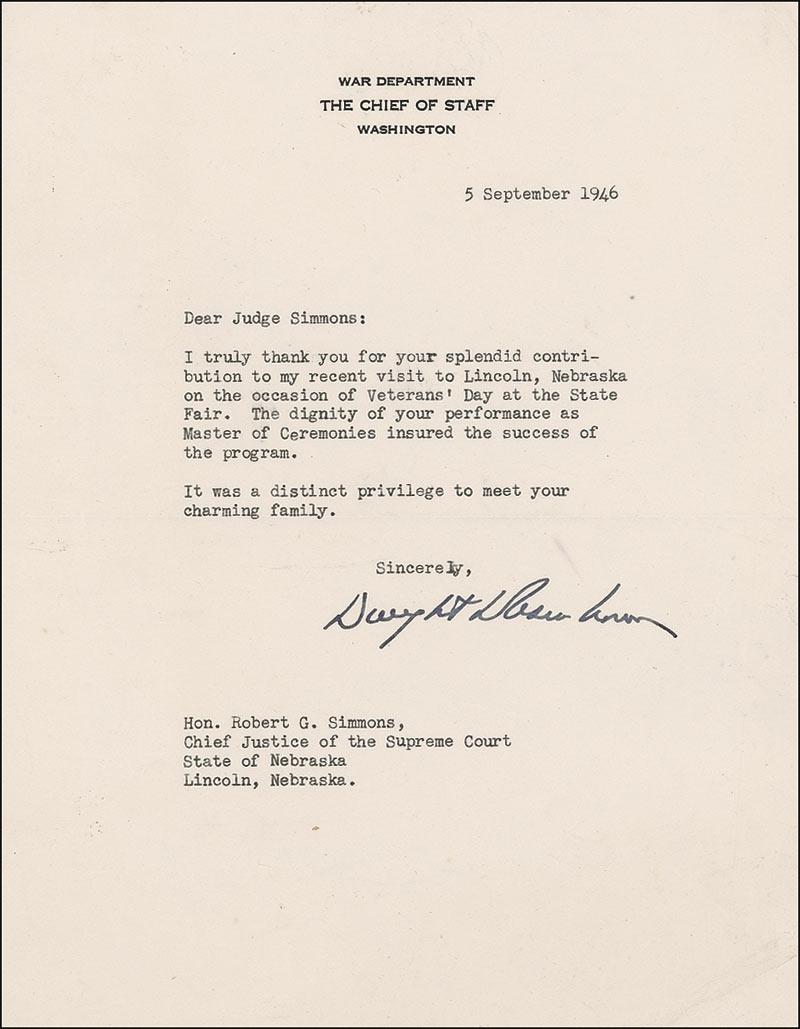 WAR DEPARTMENT
THE CHIEF OF STAFF
WASHINGTON
5 September 1946
Dear Judge Simmons:
I truly thank you for your splendid contri-
bution to my recent visit to Lincoln, Nebraska
on the occasion of Veterans' Day at the State
Fair.  The dignity of your performance as
Master of Ceremonies insured the success of
the program.
It was a distinct privilege to meet your
charming family.
Sincerely,
Dwight D Eisenhower
Hon. Robert G. Simmons,
Chief Justice of the Supreme Court
State of Nebraska
Lincoln, Nebraska.